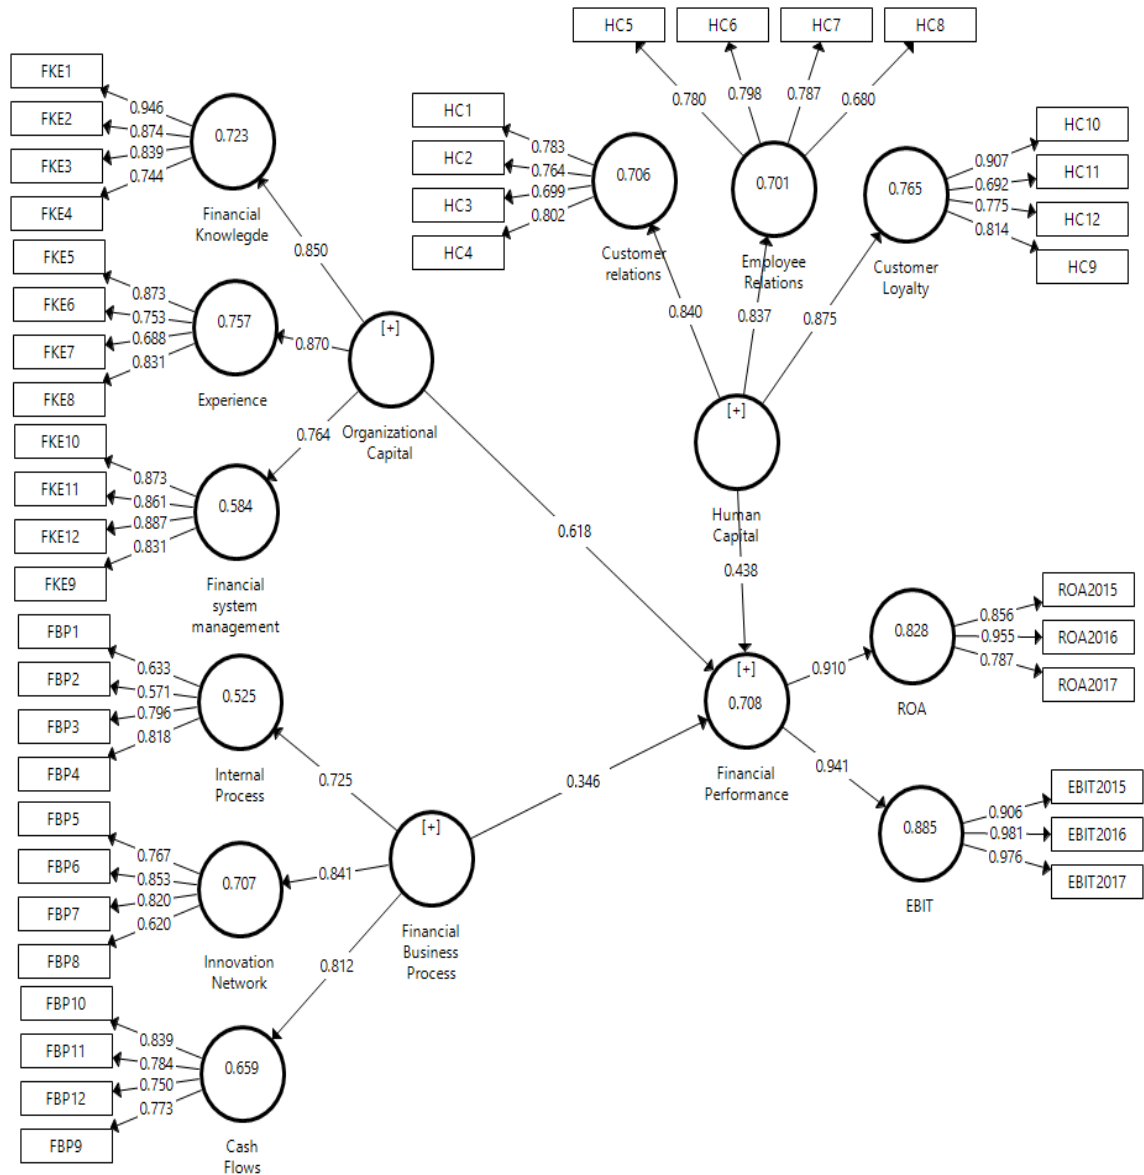 HC5
HC6
HC7
HC8
0.780
0.798
0.787
0.680
FKE1
FKE2
FKE3
FKE4
0.946
0.874
0.839
0.744
0.723
Financial
Knowlegde
0.850
HC1
HC2
HC3
HC4
0.783
0.764
0.699
0.802
0.706
Customer
relations
0.840
0.701
Employee
Relations
0.837
0.765
Customer
Loyalty
0.875
0.907
0.692
0.775
0.814
HC10
HC11
HC12
HC9
FKE5
FKE6
FKE7
FKE8
0.873
0.753
0.688
0.831
0.757
Experience
0.870
[+]
Organizational
Capital
[+]
Human
Capital
FKE10
FKE11
FKE12
FKE9
0.873
0.861
0.887
0.831
0.584
Financial
system
management
0.764
0.618
0.438
FBP1
FBP2
FBP3
FBP4
0.633
0.571
0.796
0.818
0.525
Internal
Process
0.725
[+]
0.708
Financial
Performance
0.910
0.828
ROA
0.856
0.955
0.787
ROA2015
ROA2016
ROA2017
0.941
0.885
EBIT
0.906
0.981
0.976
EBIT2015
EBIT2016
EBIT2017
0.346
FBP5
FBP6
FBP7
FBP8
0.767
0.853
0.820
0.620
0.707
Innovation
Network
0.841
[+]
Financial
Business
Process
0.812
FBP10
FBP11
FBP12
FBP9
0.839
0.784
0.750
0.773
0.659
Cash
Flows